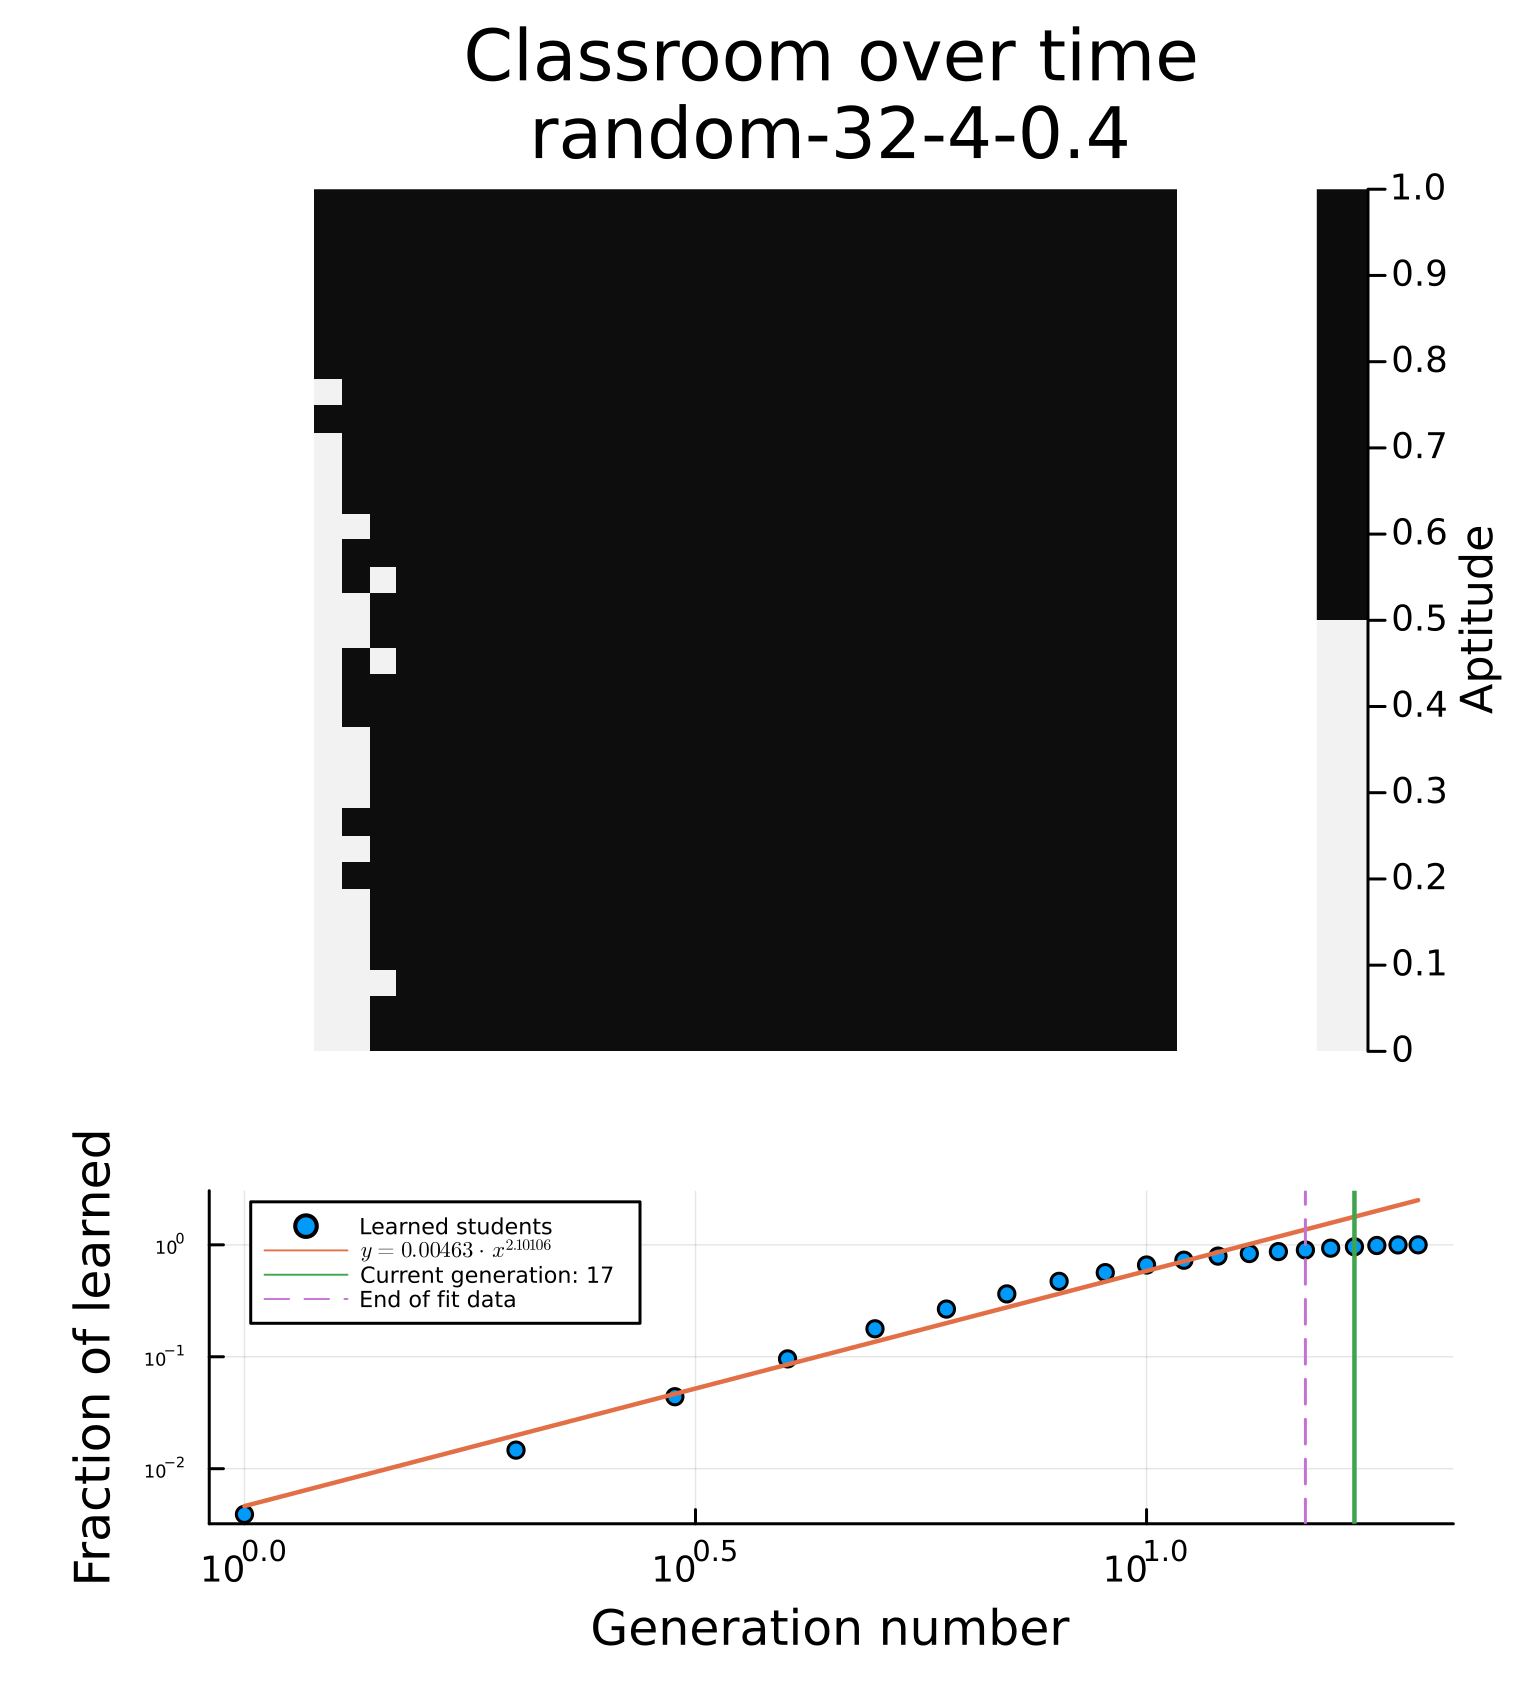 Classroom over time
random-32-4-0.4
1.0
0.9
0.8
0.7
0.6
0.5
0.4
0.3
0.2
0.1
0
Aptitude
Fraction of learned
Learned students
y = 0.00463 · x^2.10106
Current generation: 17
End of fit data
10^0
10^−1
10^−2
10^0.0 10^0.5 10^1.0
Generation number